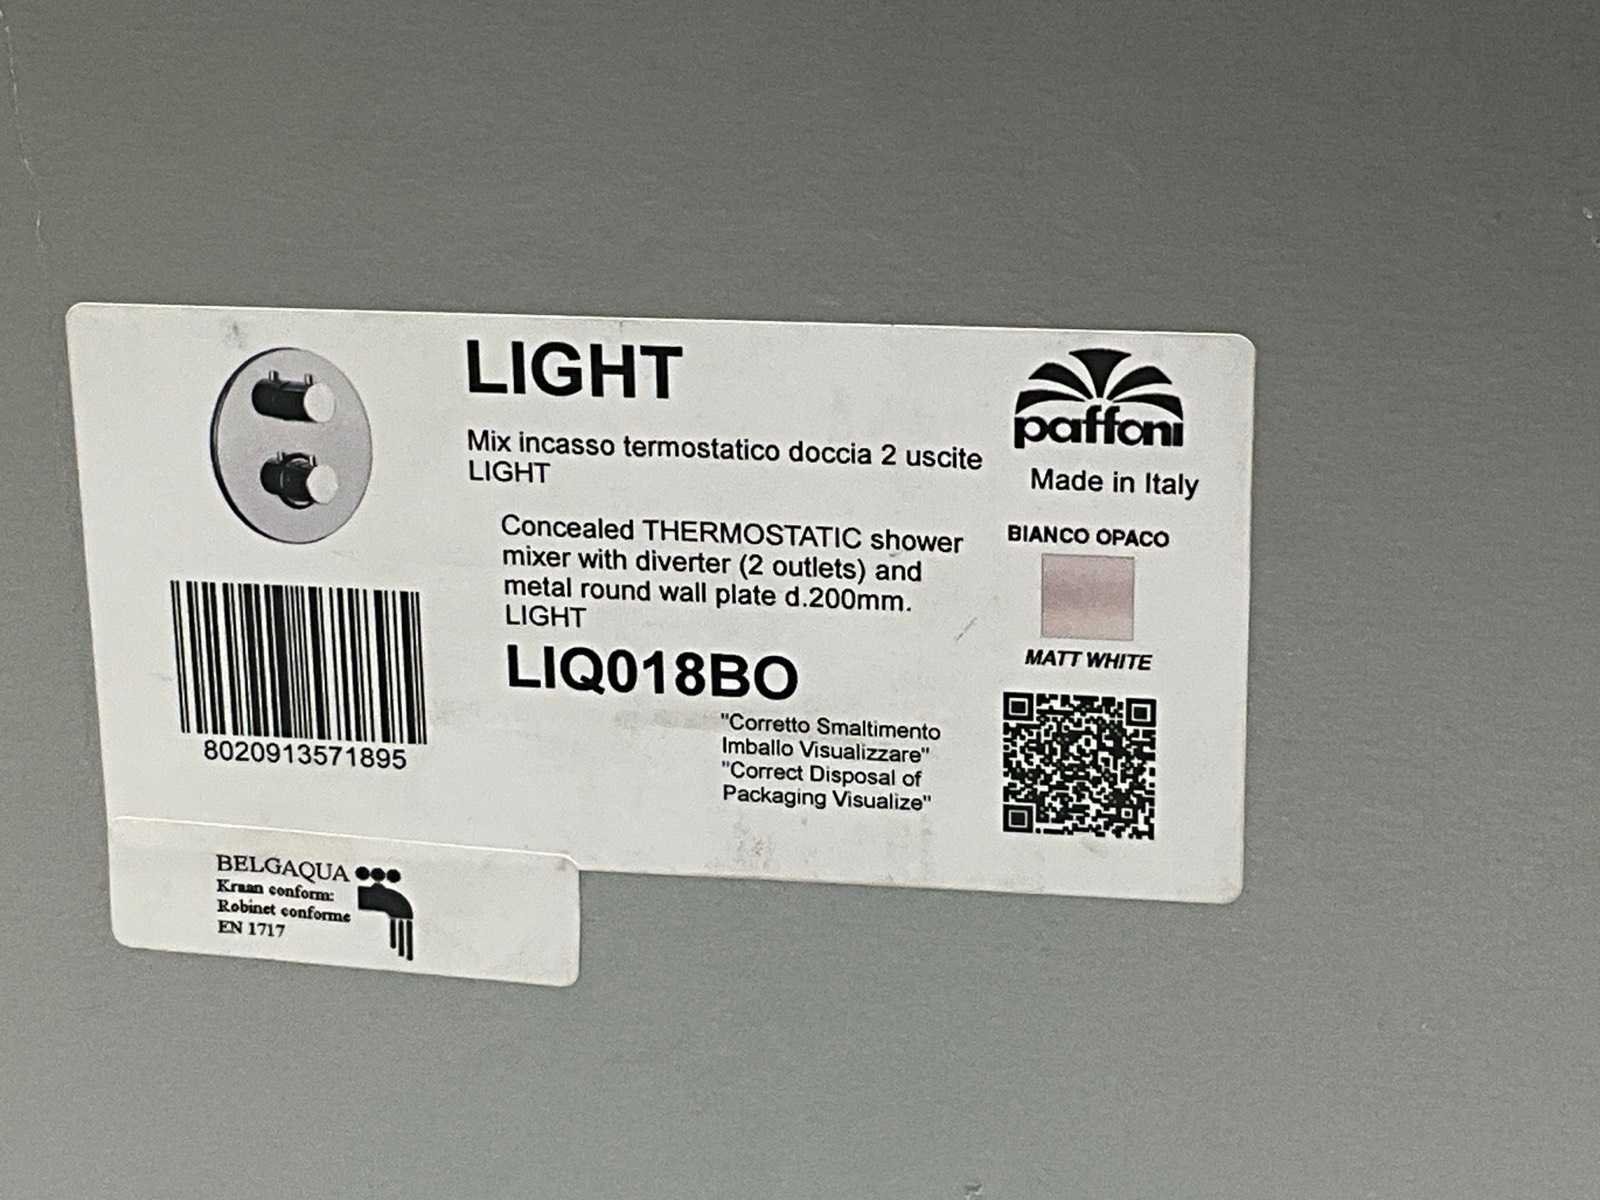 LIGHT
Mix incasso termostatico doccia 2 uscite
LIGHT
Concealed THERMOSTATIC shower
mixer with diverter (2 outlets) and
metal round wall plate d.200mm.
LIGHT
LIQ018BO
"Corretto Smaltimento
Imballo Visualizzare"
"Correct Disposal of
Packaging Visualize"
paffoni
Made in Italy
BIANCO OPACO
MATT WHITE
8020913571895
BELGAQUA
Kraan conform:
Robinet conforme
EN 1717